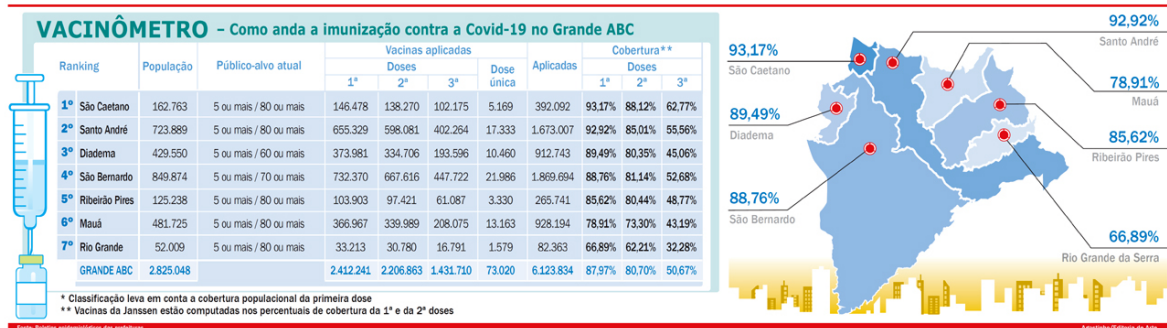 VACINÔMETRO – Como anda a imunização contra a Covid-19 no Grande ABC
Vacinas aplicadas Cobertura**
Ranking População Público-alvo atual Doses Dose única Aplicadas Doses
1ª 2ª 3ª 1ª 2ª 3ª
1º São Caetano 162.763 5 ou mais / 80 ou mais 146.478 138.270 102.175 5.169 392.092 93,17% 88,12% 62,77%
2º Santo André 723.889 5 ou mais / 80 ou mais 655.329 598.081 402.264 17.333 1.673.007 92,92% 85,01% 55,56%
3º Diadema 429.550 5 ou mais / 60 ou mais 373.981 334.706 193.596 10.460 912.743 89,49% 80,35% 45,06%
4º São Bernardo 849.874 5 ou mais / 70 ou mais 732.370 667.616 447.722 21.986 1.869.694 88,76% 81,14% 52,68%
5º Ribeirão Pires 125.238 5 ou mais / 80 ou mais 103.903 97.421 61.087 3.330 265.741 85,62% 80,44% 48,77%
6º Mauá 481.725 5 ou mais / 80 ou mais 366.967 339.989 208.075 13.163 928.194 78,91% 73,30% 43,19%
7º Rio Grande 52.009 5 ou mais / 80 ou mais 33.213 30.780 16.791 1.579 82.363 66,89% 62,21% 32,28%
GRANDE ABC 2.825.048 2.412.241 2.206.863 1.431.710 73.020 6.123.834 87,97% 80,70% 50,67%
* Classificação leva em conta a cobertura populacional da primeira dose
** Vacinas da Janssen estão computadas nos percentuais de cobertura da 1ª e da 2ª doses
93,17%
São Caetano
89,49%
Diadema
88,76%
São Bernardo
92,92%
Santo André
78,91%
Mauá
85,62%
Ribeirão Pires
66,89%
Rio Grande da Serra